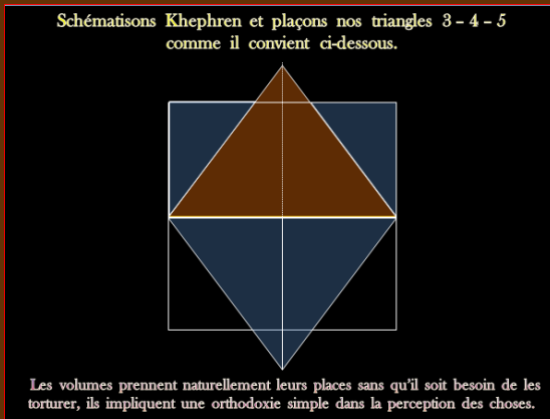 Schématisons Khephren et plaçons nos triangles 3 – 4 – 5
comme il convient ci-dessous.
Les volumes prennent naturellement leurs places sans qu'il soit besoin de les
torturer, ils impliquent une orthodoxie simple dans la perception des choses.